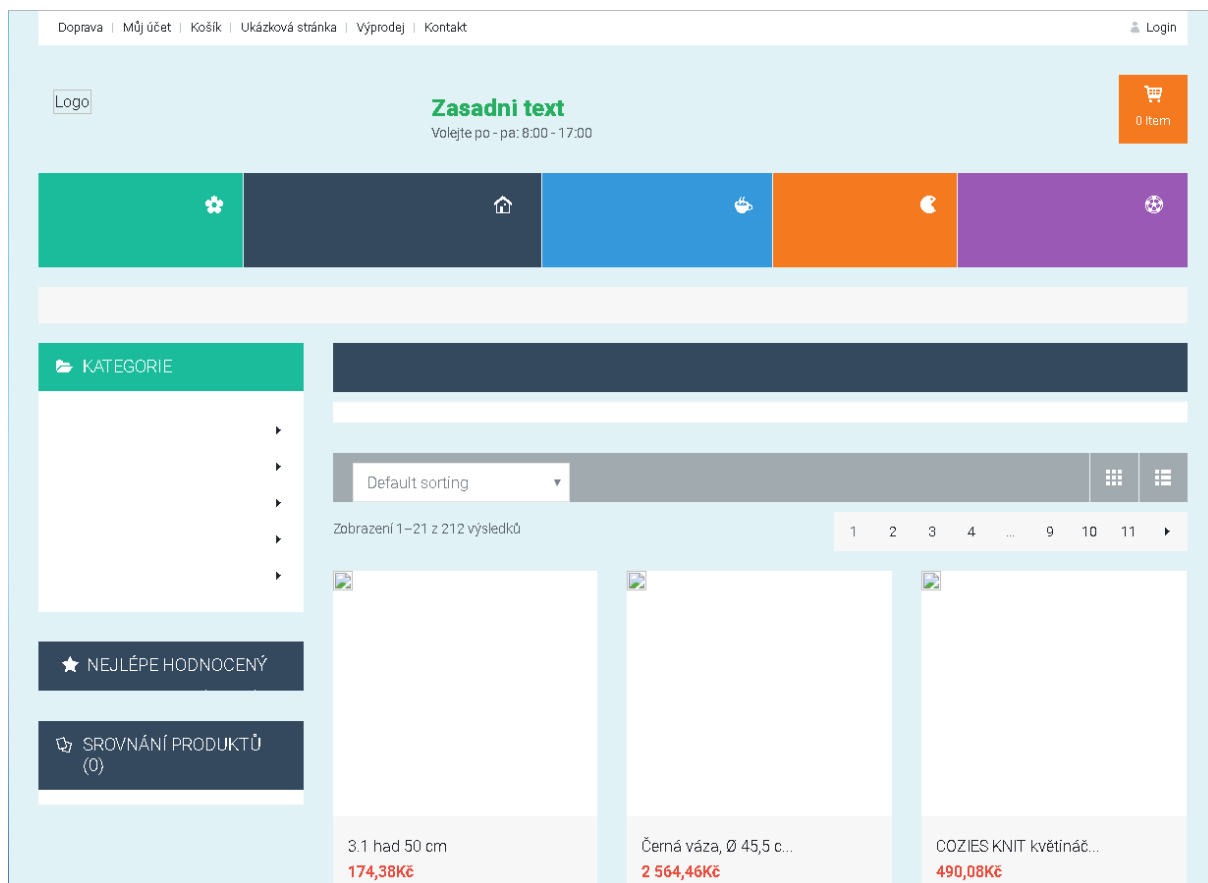 Doprava | Můj účet | Košík | Ukázková stránka | Výprodej | Kontakt
Login
Logo
Zasadni text
Volejte po - pa: 8:00 - 17:00
0 Item
KATEGORIE
Default sorting
Zobrazení 1–21 z 212 výsledků
1 2 3 4 ... 9 10 11
NEJLÉPE HODNOCENÝ
SROVNÁNÍ PRODUKTŮ
(0)
3.1 had 50 cm
174,38Kč
Černá váza, Ø 45,5 c...
2 564,46Kč
COZIES KNIT květináč...
490,08Kč